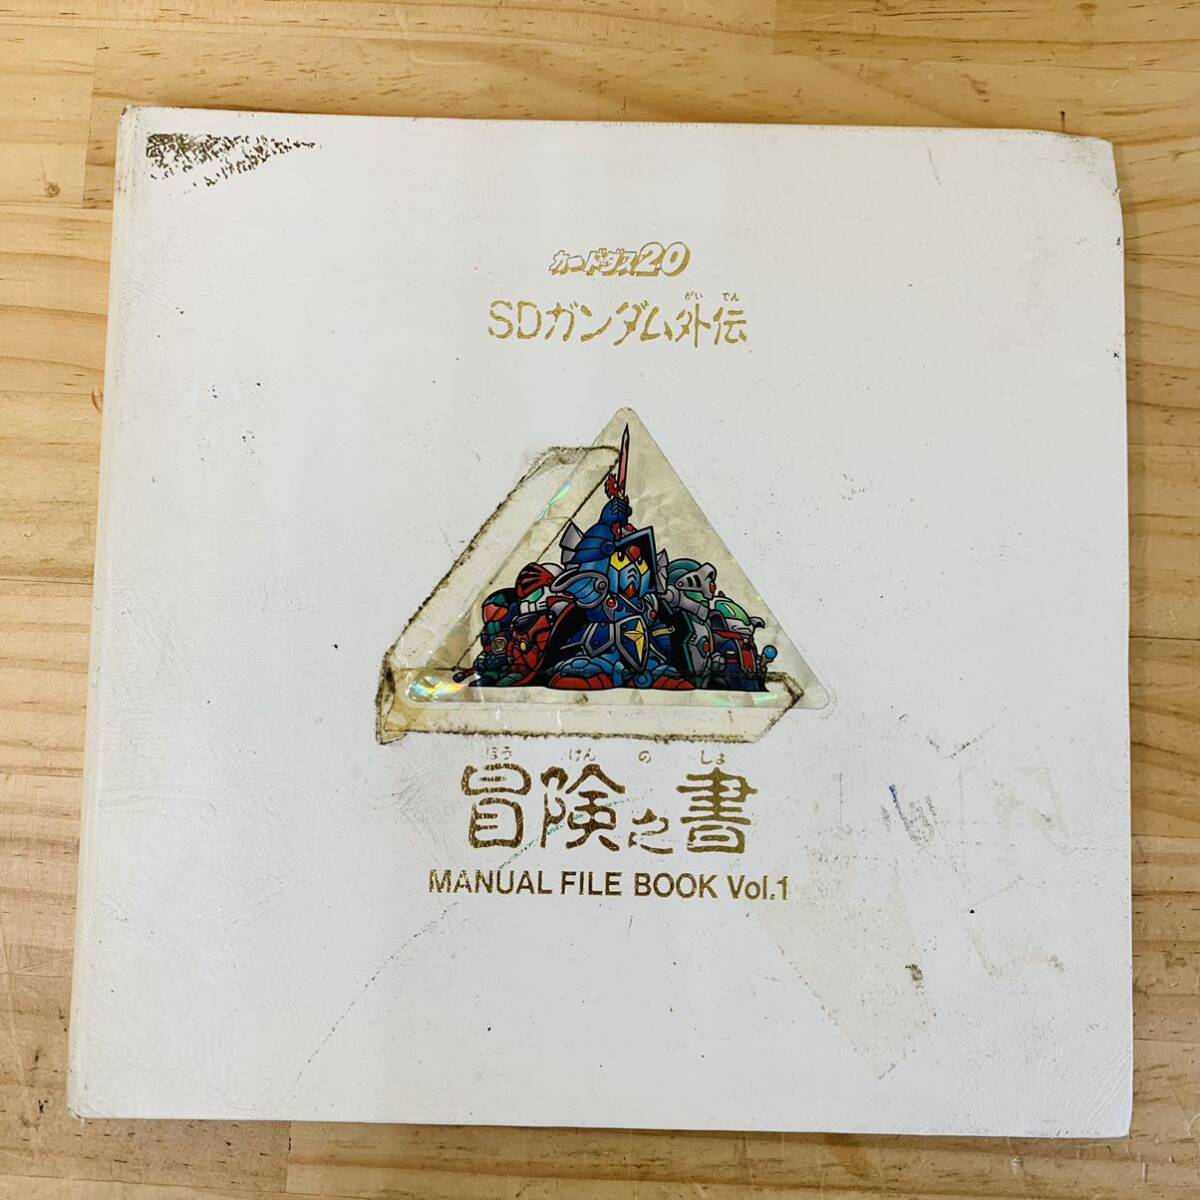 カードダス20
がいでん
SDガンダム外伝
ぼうけんのしょ
冒険之書
MANUAL FILE BOOK Vol.1